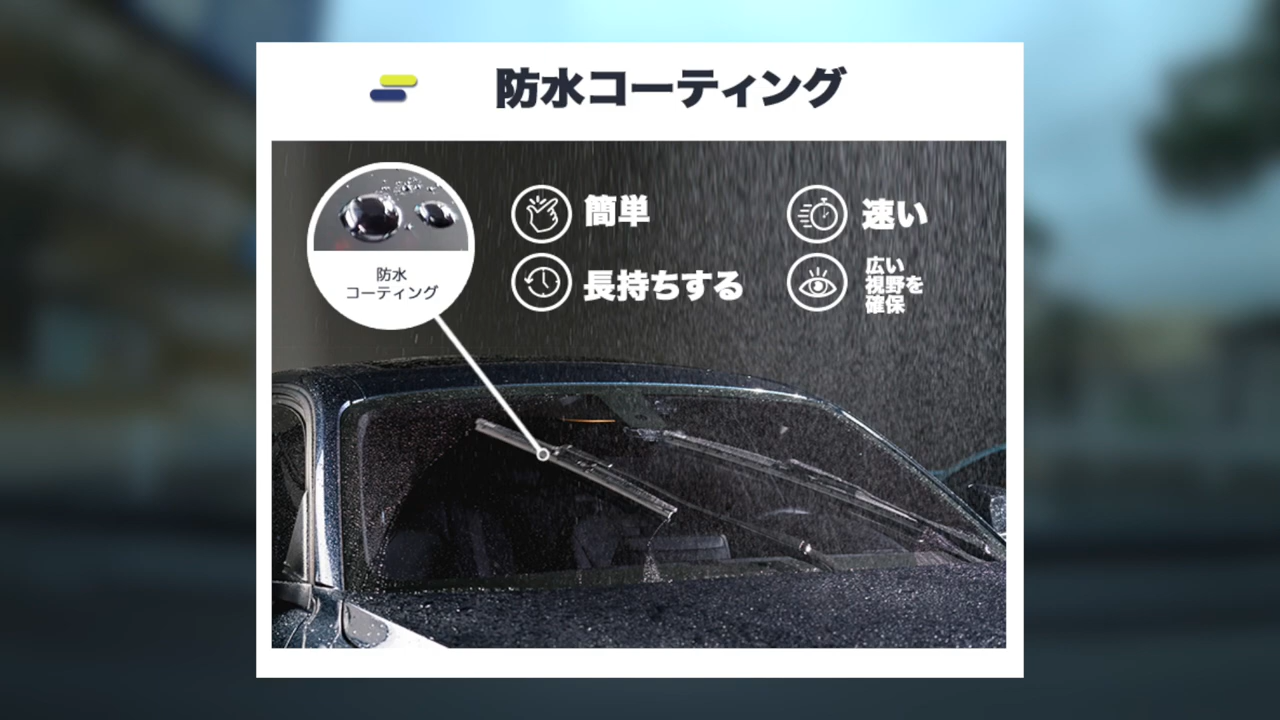 防水コーティング
簡単
速い
長持ちする
広い
視野を
確保
防水
コーティング